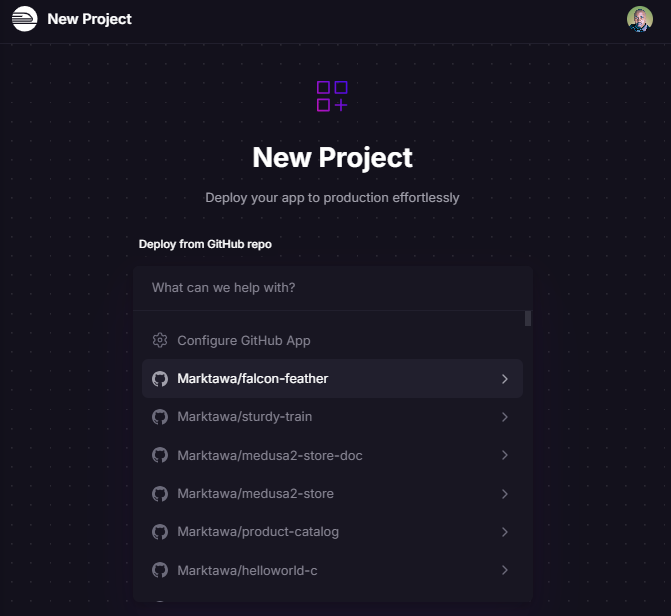 New Project
New Project
Deploy your app to production effortlessly
Deploy from GitHub repo
What can we help with?
Configure GitHub App
Marktawa/falcon-feather
Marktawa/sturdy-train
Marktawa/medusa2-store-doc
Marktawa/medusa2-store
Marktawa/product-catalog
Marktawa/helloworld-c